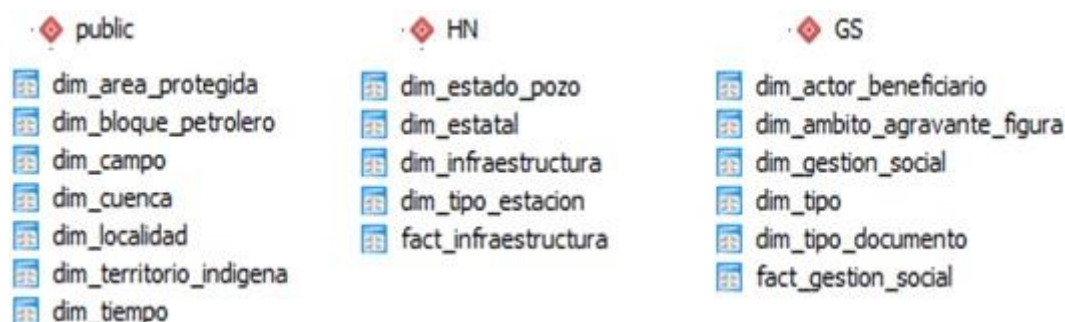 public
dim_area_protegida
dim_bloque_petrolero
dim_campo
dim_cuenca
dim_localidad
dim_territorio_indigena
dim_tiempo
HN
dim_estado_pozo
dim_estatal
dim_infraestructura
dim_tipo_estacion
fact_infraestructura
GS
dim_actor_beneficiario
dim_ambito_agravante_figura
dim_gestion_social
dim_tipo
dim_tipo_documento
fact_gestion_social